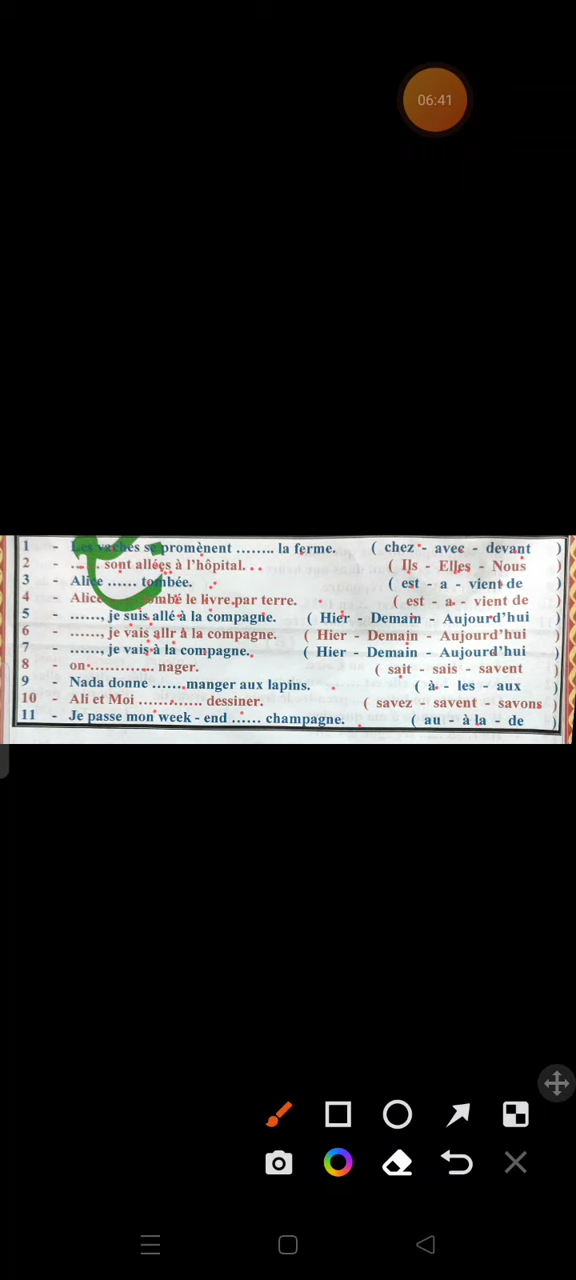 06:41
1 - Les vaches se promènent ........ la ferme. ( chez - avec - devant )
2 - ..... sont allées à l'hôpital. ( Ils - Elles - Nous
3 - Alice ...... tombée. ( est - a - vient de
4 - Alice ombé le livre par terre. ( est - a - vient de
5 - ......, je suis allé à la compagne. ( Hier - Demain - Aujourd'hui )
6 - ......, je vais allr à la compagne. ( Hier - Demain - Aujourd'hui )
7 - ......, je vais à la compagne. ( Hier - Demain - Aujourd'hui )
8 - on ............... nager. ( sait - sais - savent )
9 - Nada donne ....... manger aux lapins. ( à - les - aux )
10 - Ali et Moi .............. dessiner. ( savez - savent - savons )
11 - Je passe mon week - end ...... champagne. ( au - à la - de )